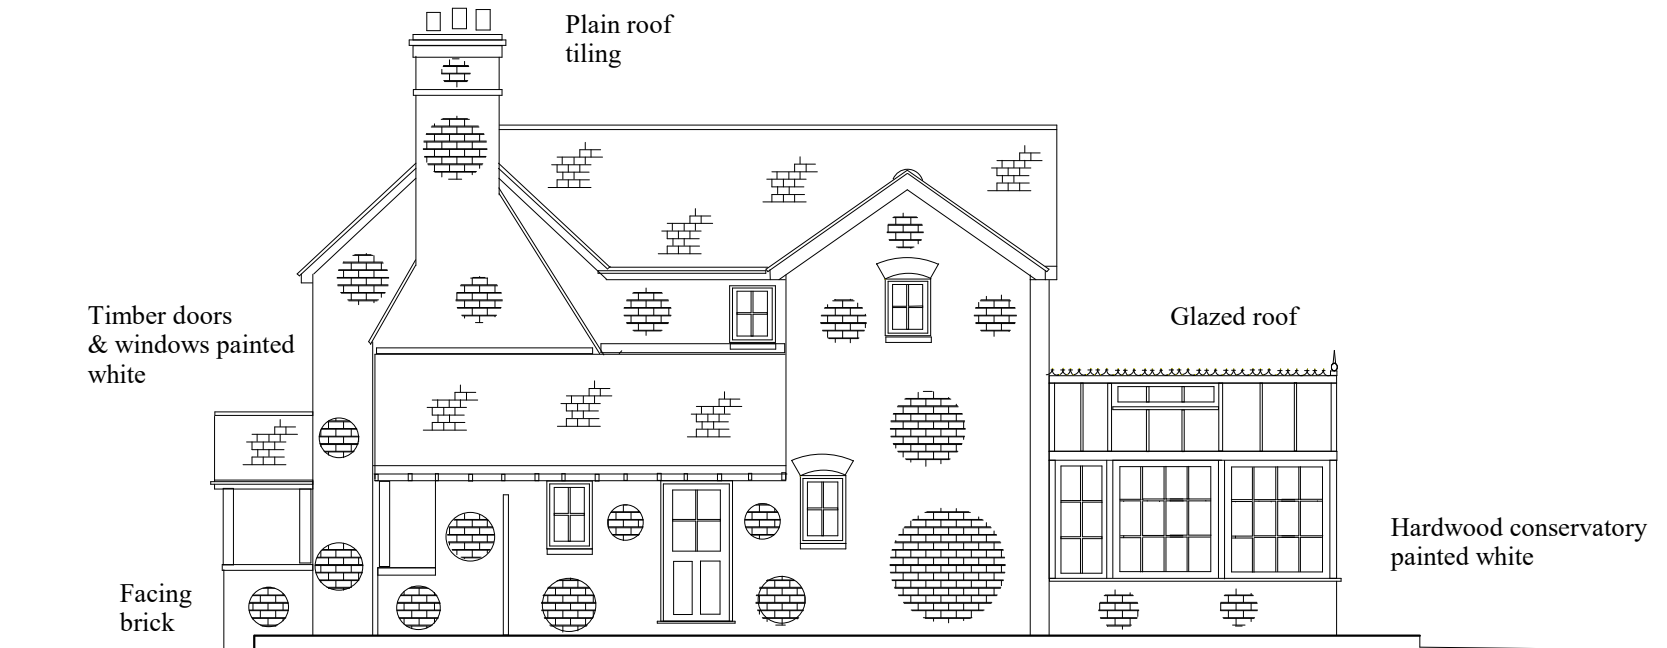 Plain roof
tiling
Timber doors
& windows painted
white
Glazed roof
Hardwood conservatory
painted white
Facing
brick